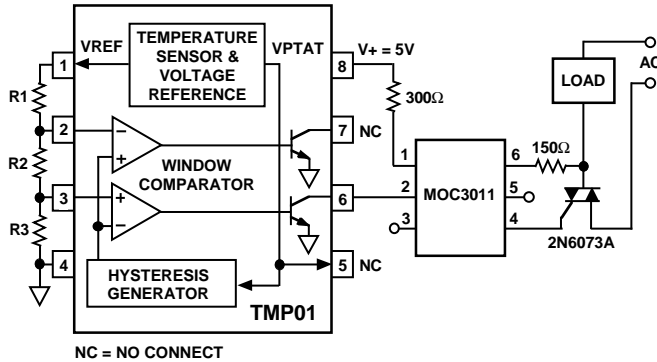 TEMPERATURE
SENSOR &
VOLTAGE
REFERENCE
VREF
VPTAT
V+ = 5V
1
8
R1
300Ω
2
7
NC
R2
WINDOW
COMPARATOR
3
6
R3
4
5
NC
HYSTERESIS
GENERATOR
TMP01
1
2
3
MOC3011
6
5
4
150Ω
LOAD
AC
2N6073A
NC = NO CONNECT